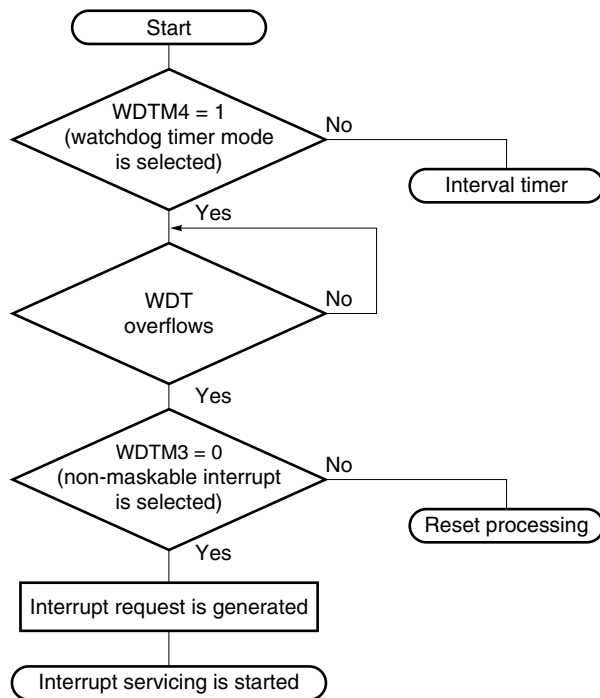 Start
WDTM4 = 1
(watchdog timer mode
is selected)
No
Interval timer
Yes
WDT
overflows
No
Yes
WDTM3 = 0
(non-maskable interrupt
is selected)
No
Reset processing
Yes
Interrupt request is generated
Interrupt servicing is started